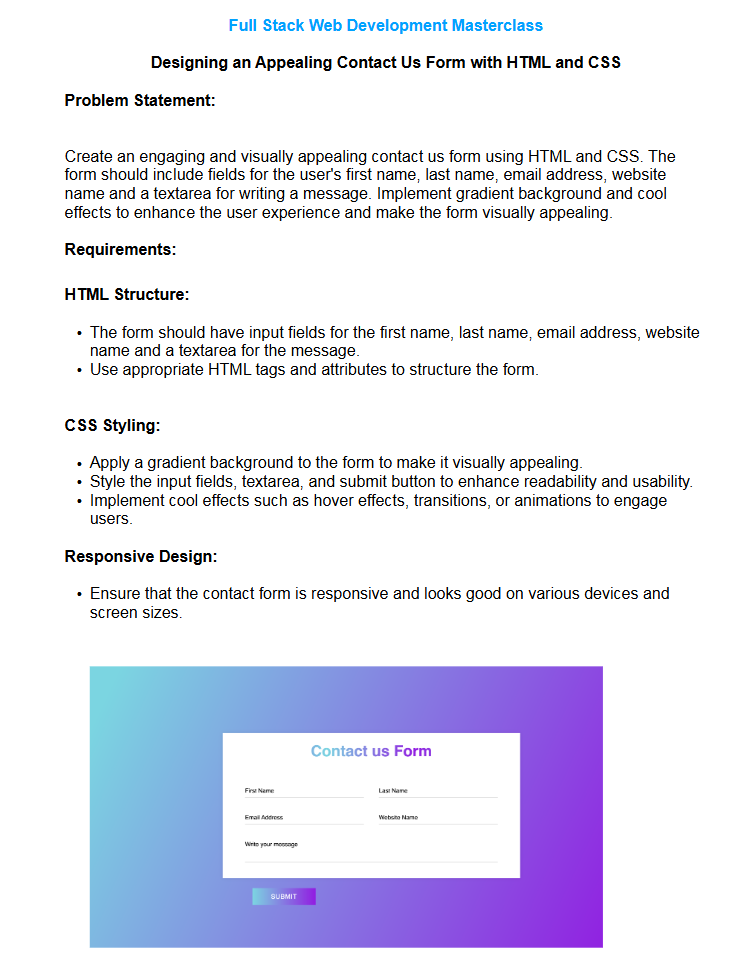 Full Stack Web Development Masterclass
Designing an Appealing Contact Us Form with HTML and CSS
Problem Statement:
Create an engaging and visually appealing contact us form using HTML and CSS. The
form should include fields for the user's first name, last name, email address, website
name and a textarea for writing a message. Implement gradient background and cool
effects to enhance the user experience and make the form visually appealing.
Requirements:
HTML Structure:
• The form should have input fields for the first name, last name, email address, website
name and a textarea for the message.
• Use appropriate HTML tags and attributes to structure the form.
CSS Styling:
• Apply a gradient background to the form to make it visually appealing.
• Style the input fields, textarea, and submit button to enhance readability and usability.
• Implement cool effects such as hover effects, transitions, or animations to engage
users.
Responsive Design:
• Ensure that the contact form is responsive and looks good on various devices and
screen sizes.
Contact us Form
First Name Last Name
Email Address Website Name
Write your message
SUBMIT